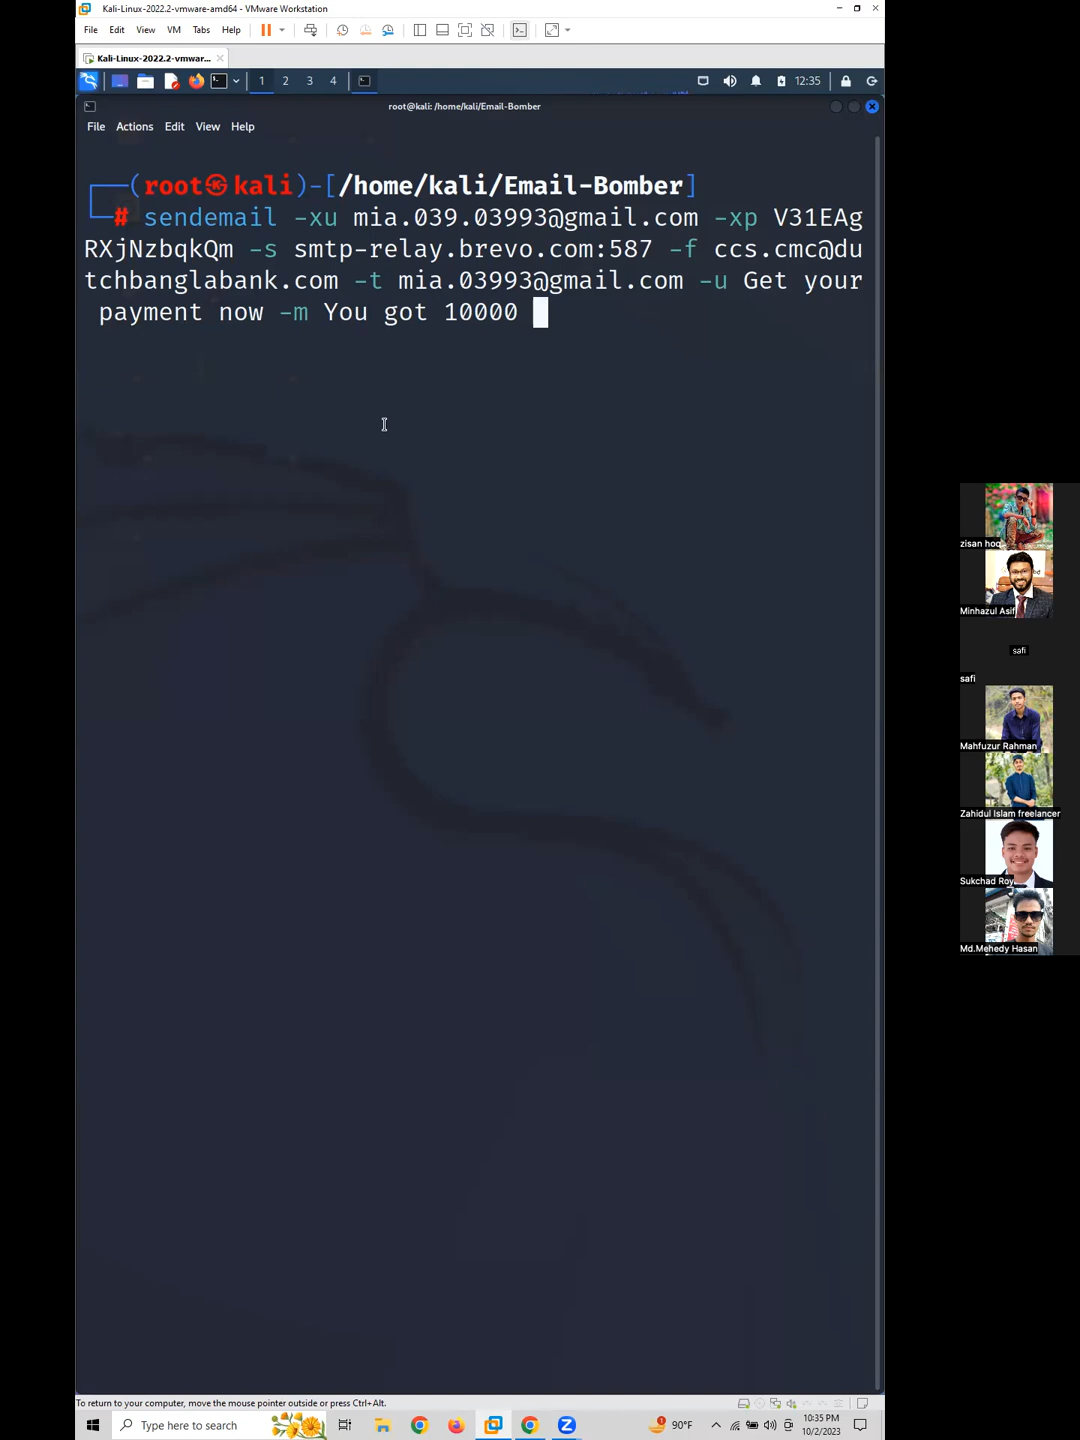 Kali-Linux-2022.2-vmware-amd64 - VMware Workstation
File Edit View VM Tabs Help
Kali-Linux-2022.2-vmwar...
1 2 3 4 12:35
root@kali: /home/kali/Email-Bomber
File Actions Edit View Help
(root㉿kali)-[/home/kali/Email-Bomber]
# sendemail -xu mia.039.03993@gmail.com -xp V31EAg
RXjNzbqkQm -s smtp-relay.brevo.com:587 -f ccs.cmc@du
tchbanglabank.com -t mia.03993@gmail.com -u Get your
payment now -m You got 10000
zisan hoq
Minhazul Asif
safi
safi
Mahfuzur Rahman
Zahidul Islam freelancer
Sukchad Roy
Md.Mehedy Hasan
To return to your computer, move the mouse pointer outside or press Ctrl+Alt.
Type here to search
90°F
10:35 PM
10/2/2023